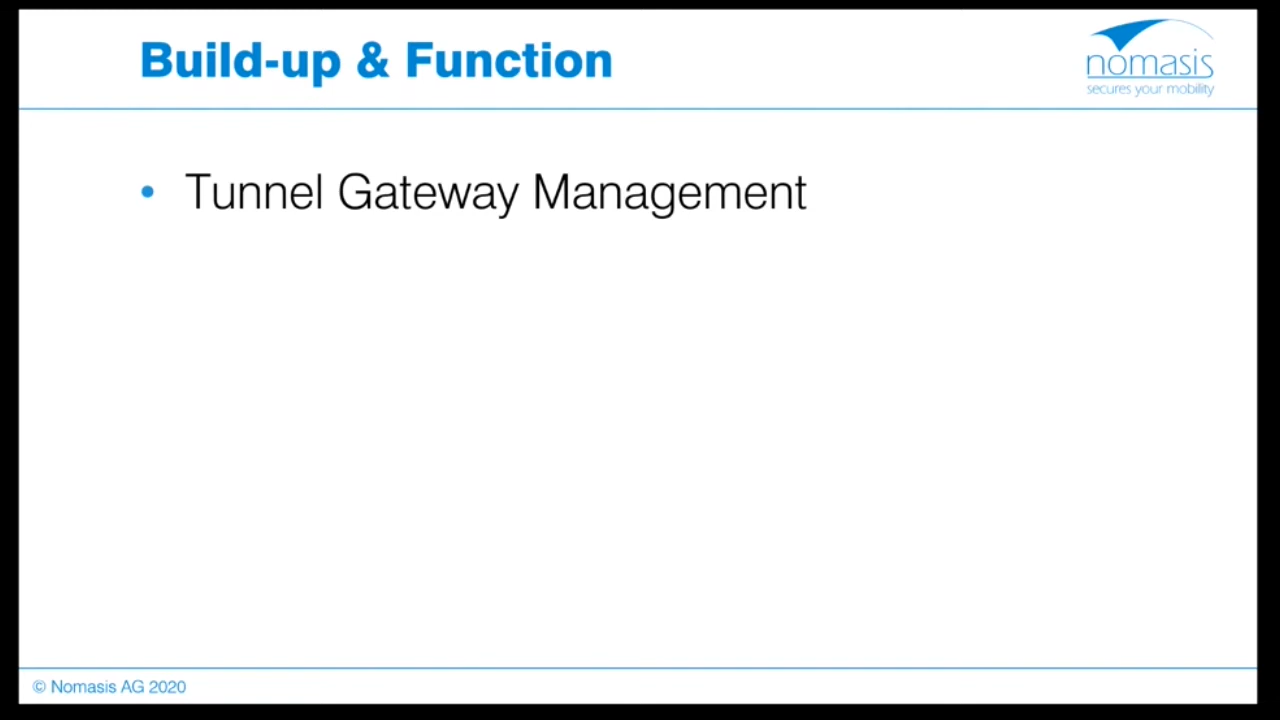 Build-up & Function
nomasis
secures your mobility
• Tunnel Gateway Management
© Nomasis AG 2020